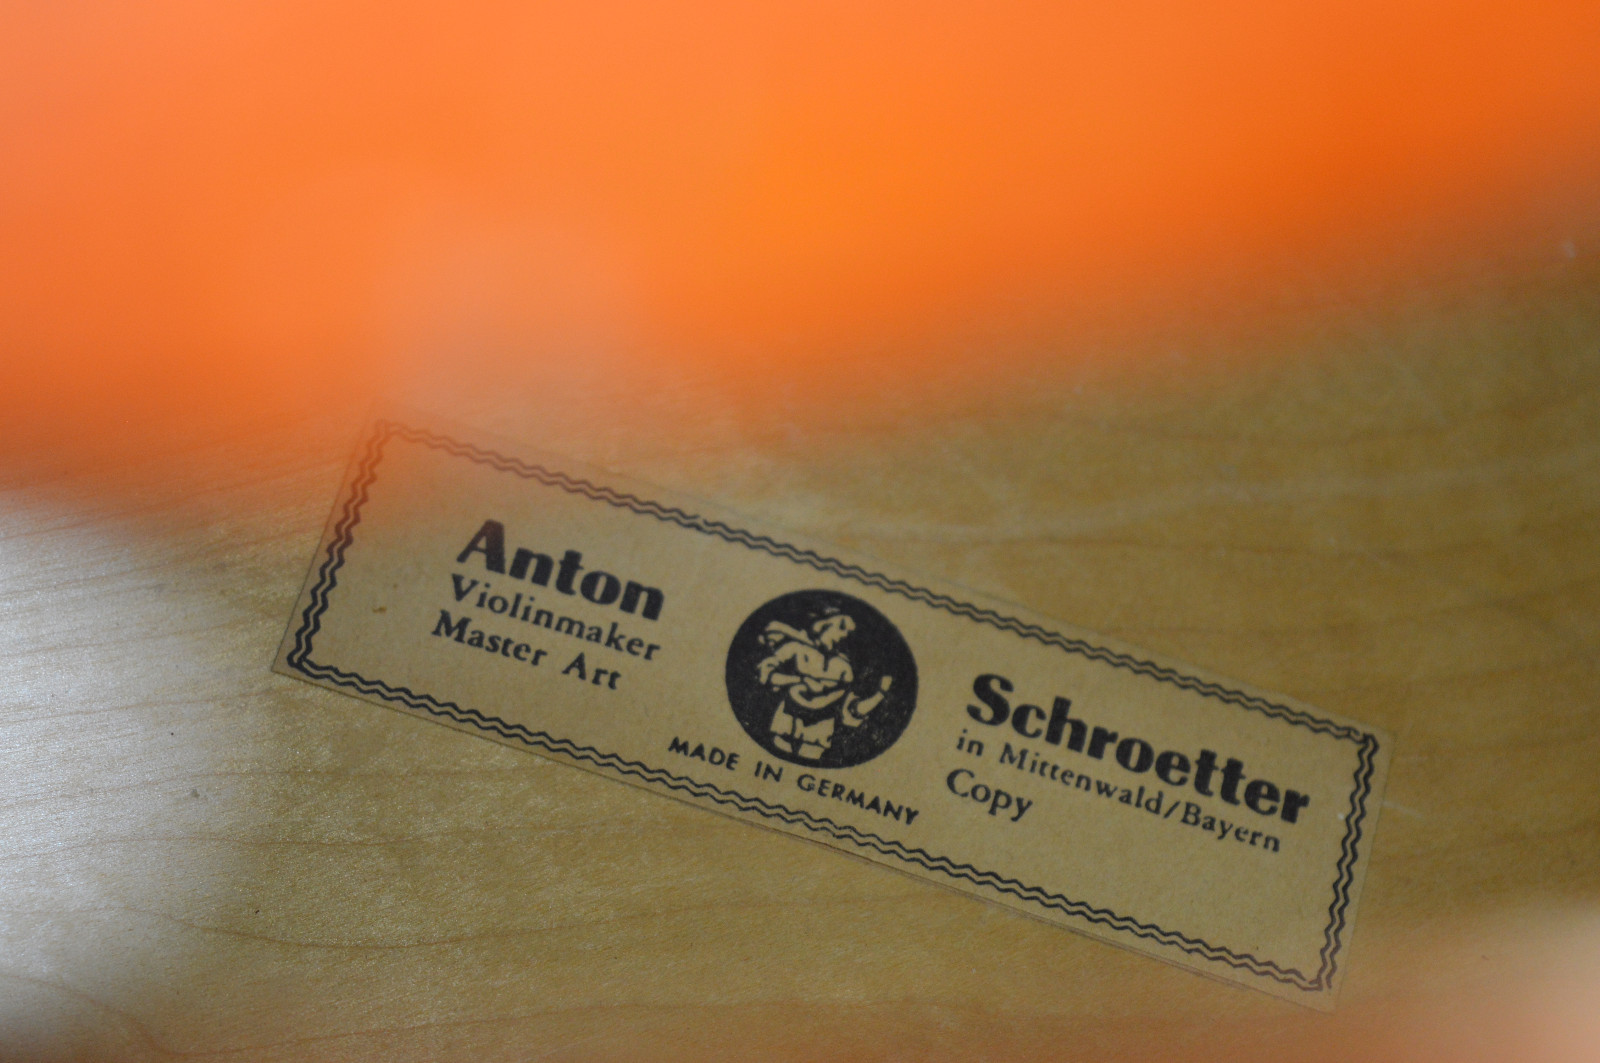 Anton
Violinmaker
Master Art
MADE IN GERMANY
Schroetter
in Mittenwald/Bayern
Copy